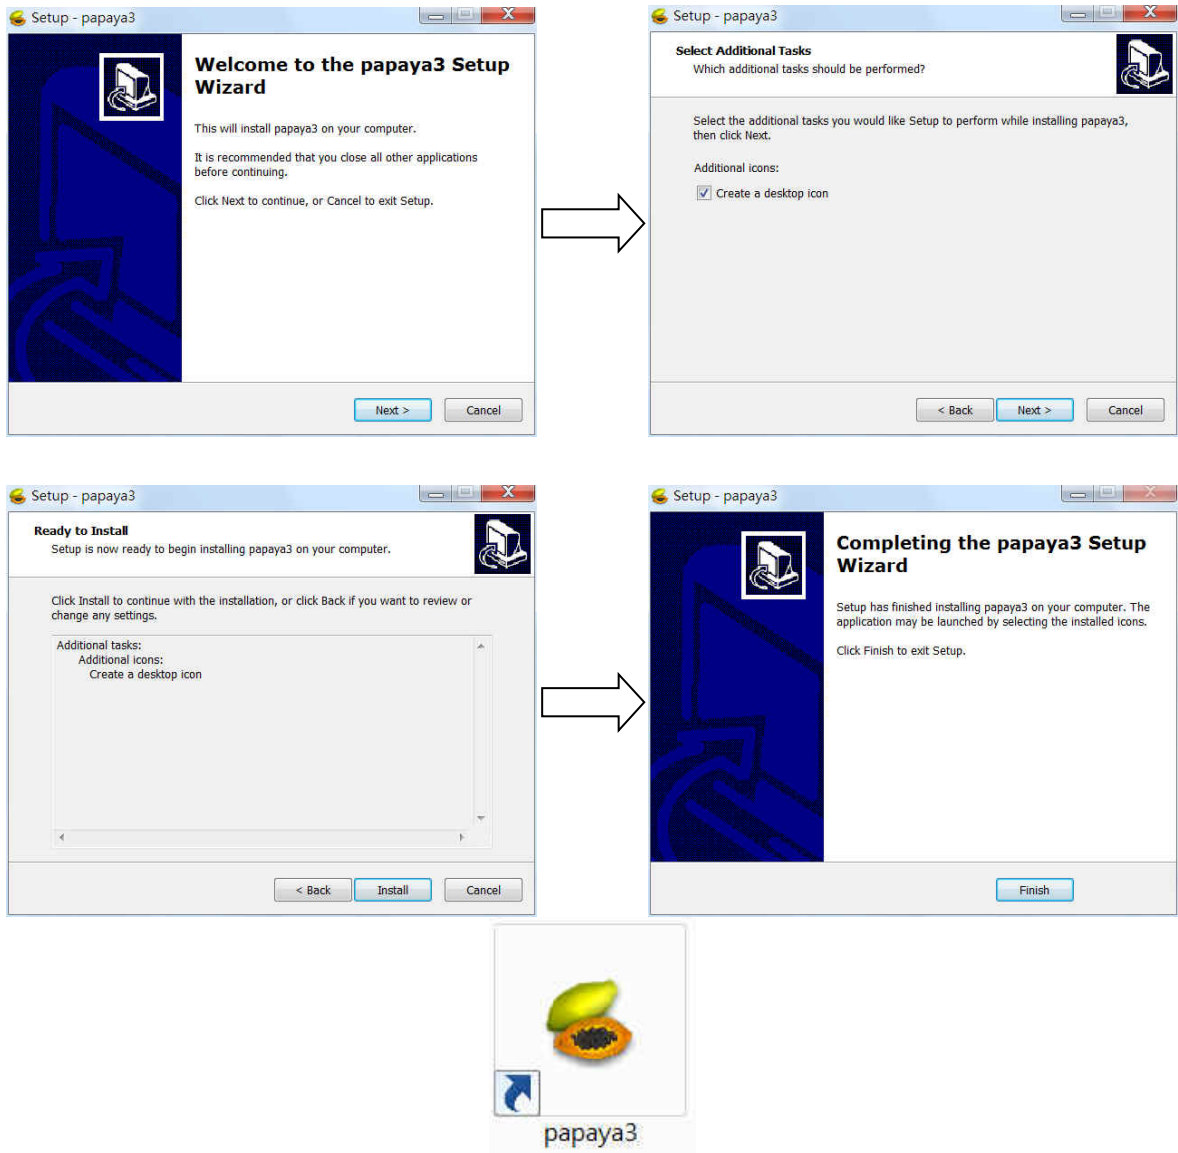 Setup - papaya3
Welcome to the papaya3 Setup
Wizard
This will install papaya3 on your computer.
It is recommended that you close all other applications
before continuing.
Click Next to continue, or Cancel to exit Setup.
Next >
Cancel
Setup - papaya3
Select Additional Tasks
Which additional tasks should be performed?
Select the additional tasks you would like Setup to perform while installing papaya3,
then click Next.
Additional icons:
Create a desktop icon
< Back
Next >
Cancel
Setup - papaya3
Ready to Install
Setup is now ready to begin installing papaya3 on your computer.
Click Install to continue with the installation, or click Back if you want to review or
change any settings.
Additional tasks:
Additional icons:
Create a desktop icon
< Back
Install
Cancel
Setup - papaya3
Completing the papaya3 Setup
Wizard
Setup has finished installing papaya3 on your computer. The
application may be launched by selecting the installed icons.
Click Finish to exit Setup.
Finish
papaya3